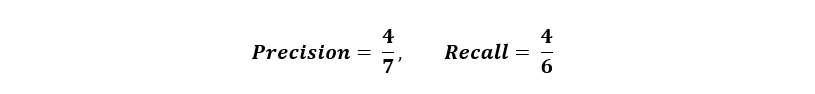 Precision = 4/7, Recall = 4/6